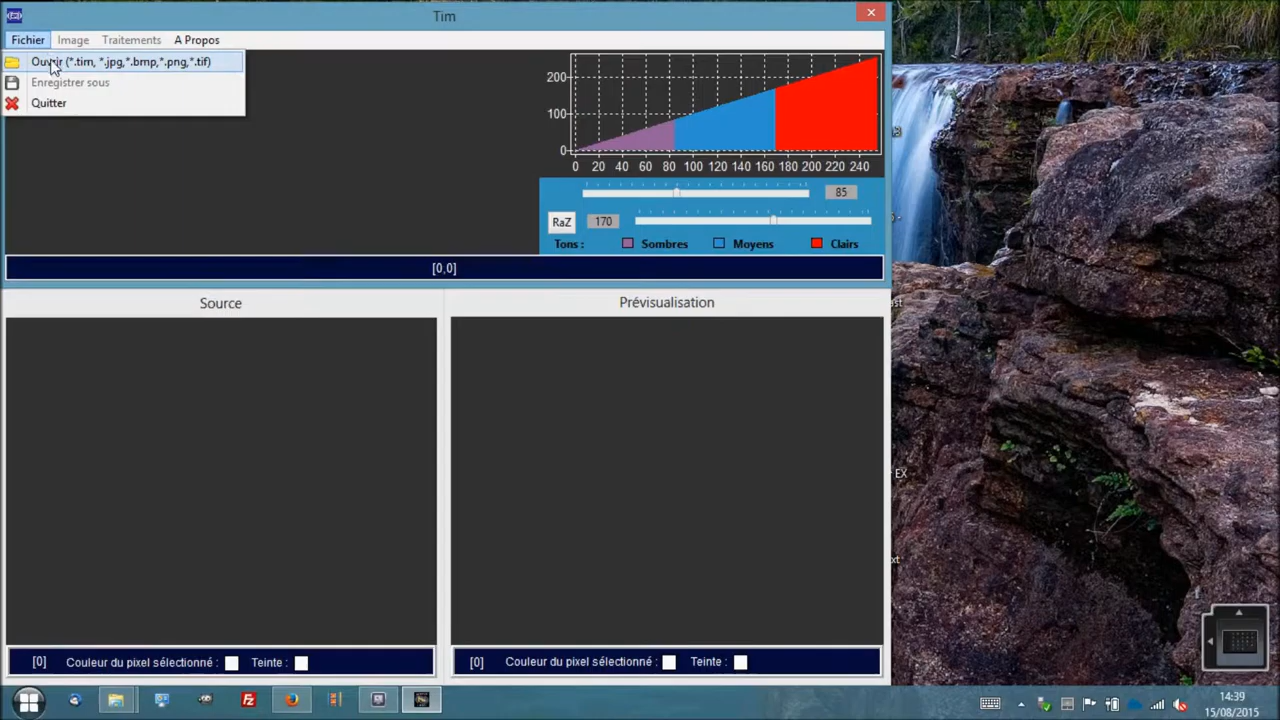 Tim
Fichier Image Traitements A Propos
Ouvrir (*.tim, *.jpg,*.bmp,*.png,*.tif)
Enregistrer sous
Quitter
200
100
0
0 20 40 60 80 100 120 140 160 180 200 220 240
85
RaZ 170
Tons : Sombres Moyens Clairs
[0,0]
Source Prévisualisation
[0] Couleur du pixel sélectionné : Teinte :
[0] Couleur du pixel sélectionné : Teinte :
EX
14:39
15/08/2015